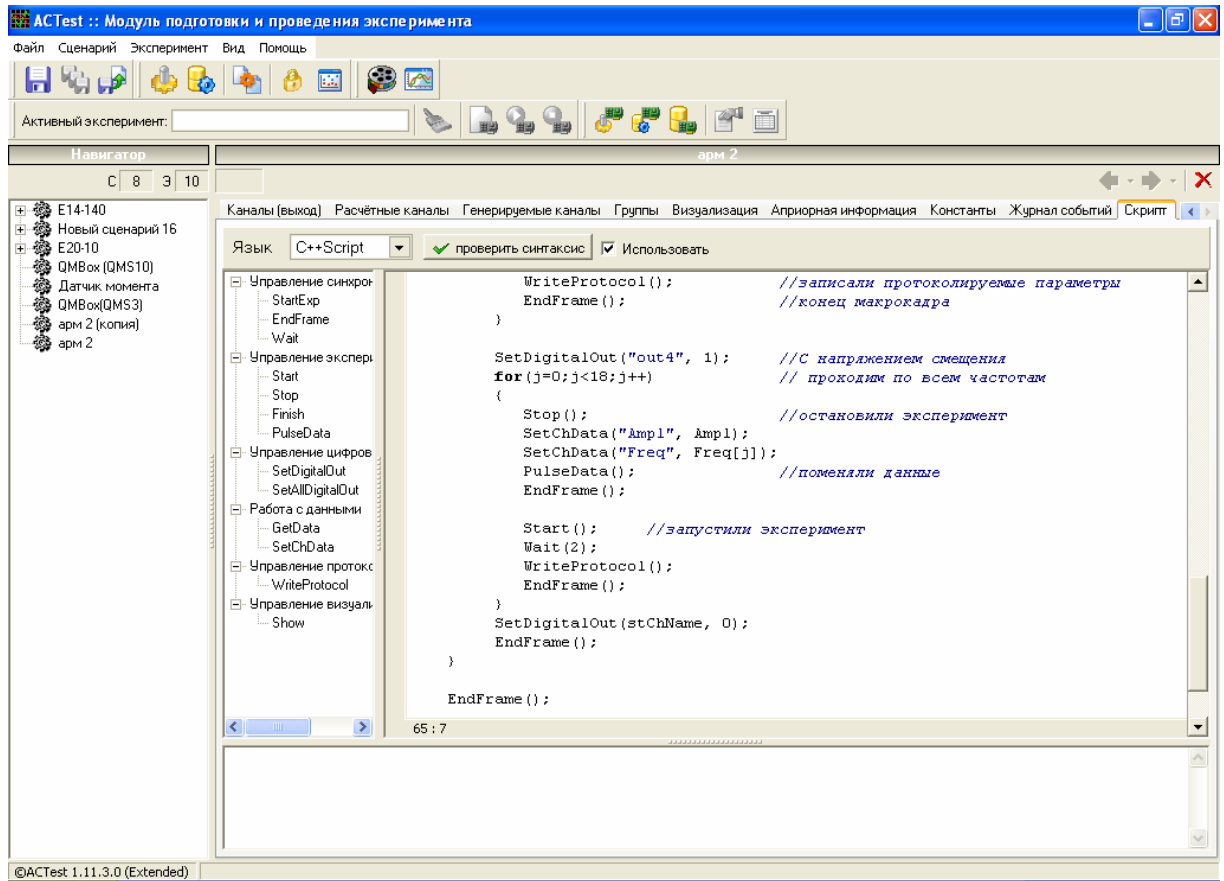 ACTest :: Модуль подготовки и проведения эксперимента
Файл Сценарий Эксперимент Вид Помощь
Активный эксперимент:
Навигатор
арм 2
С 8 Э 10
E14-140
Новый сценарий 16
E20-10
QMBox (QMS10)
Датчик момента
QMBox(QMS3)
арм 2 (копия)
арм 2
Каналы (выход) Расчётные каналы Генерируемые каналы Группы Визуализация Априорная информация Константы Журнал событий Скрипт
Язык C++Script проверить синтаксис Использовать
Управление синхрон
StartExp
EndFrame
Wait
Управление экспери
Start
Stop
Finish
PulseData
Управление цифров
SetDigitalOut
SetAllDigitalOut
Работа с данными
GetData
SetChData
Управление протоко
WriteProtocol
Управление визуали
Show
WriteProtocol(); //записали протоколируемые параметры
EndFrame(); //конец макрокадра
}
SetDigitalOut("out4", 1); //С напряжением смещения
for(j=0;j<18;j++) // проходим по всем частотам
{
Stop(); //остановили эксперимент
SetChData("Ampl", Ampl);
SetChData("Freq", Freq[j]);
PulseData(); //поменяли данные
EndFrame();
Start(); //запустили эксперимент
Wait(2);
WriteProtocol();
EndFrame();
}
SetDigitalOut(stChName, 0);
EndFrame();
}
EndFrame();
65 : 7
©ACTest 1.11.3.0 (Extended)